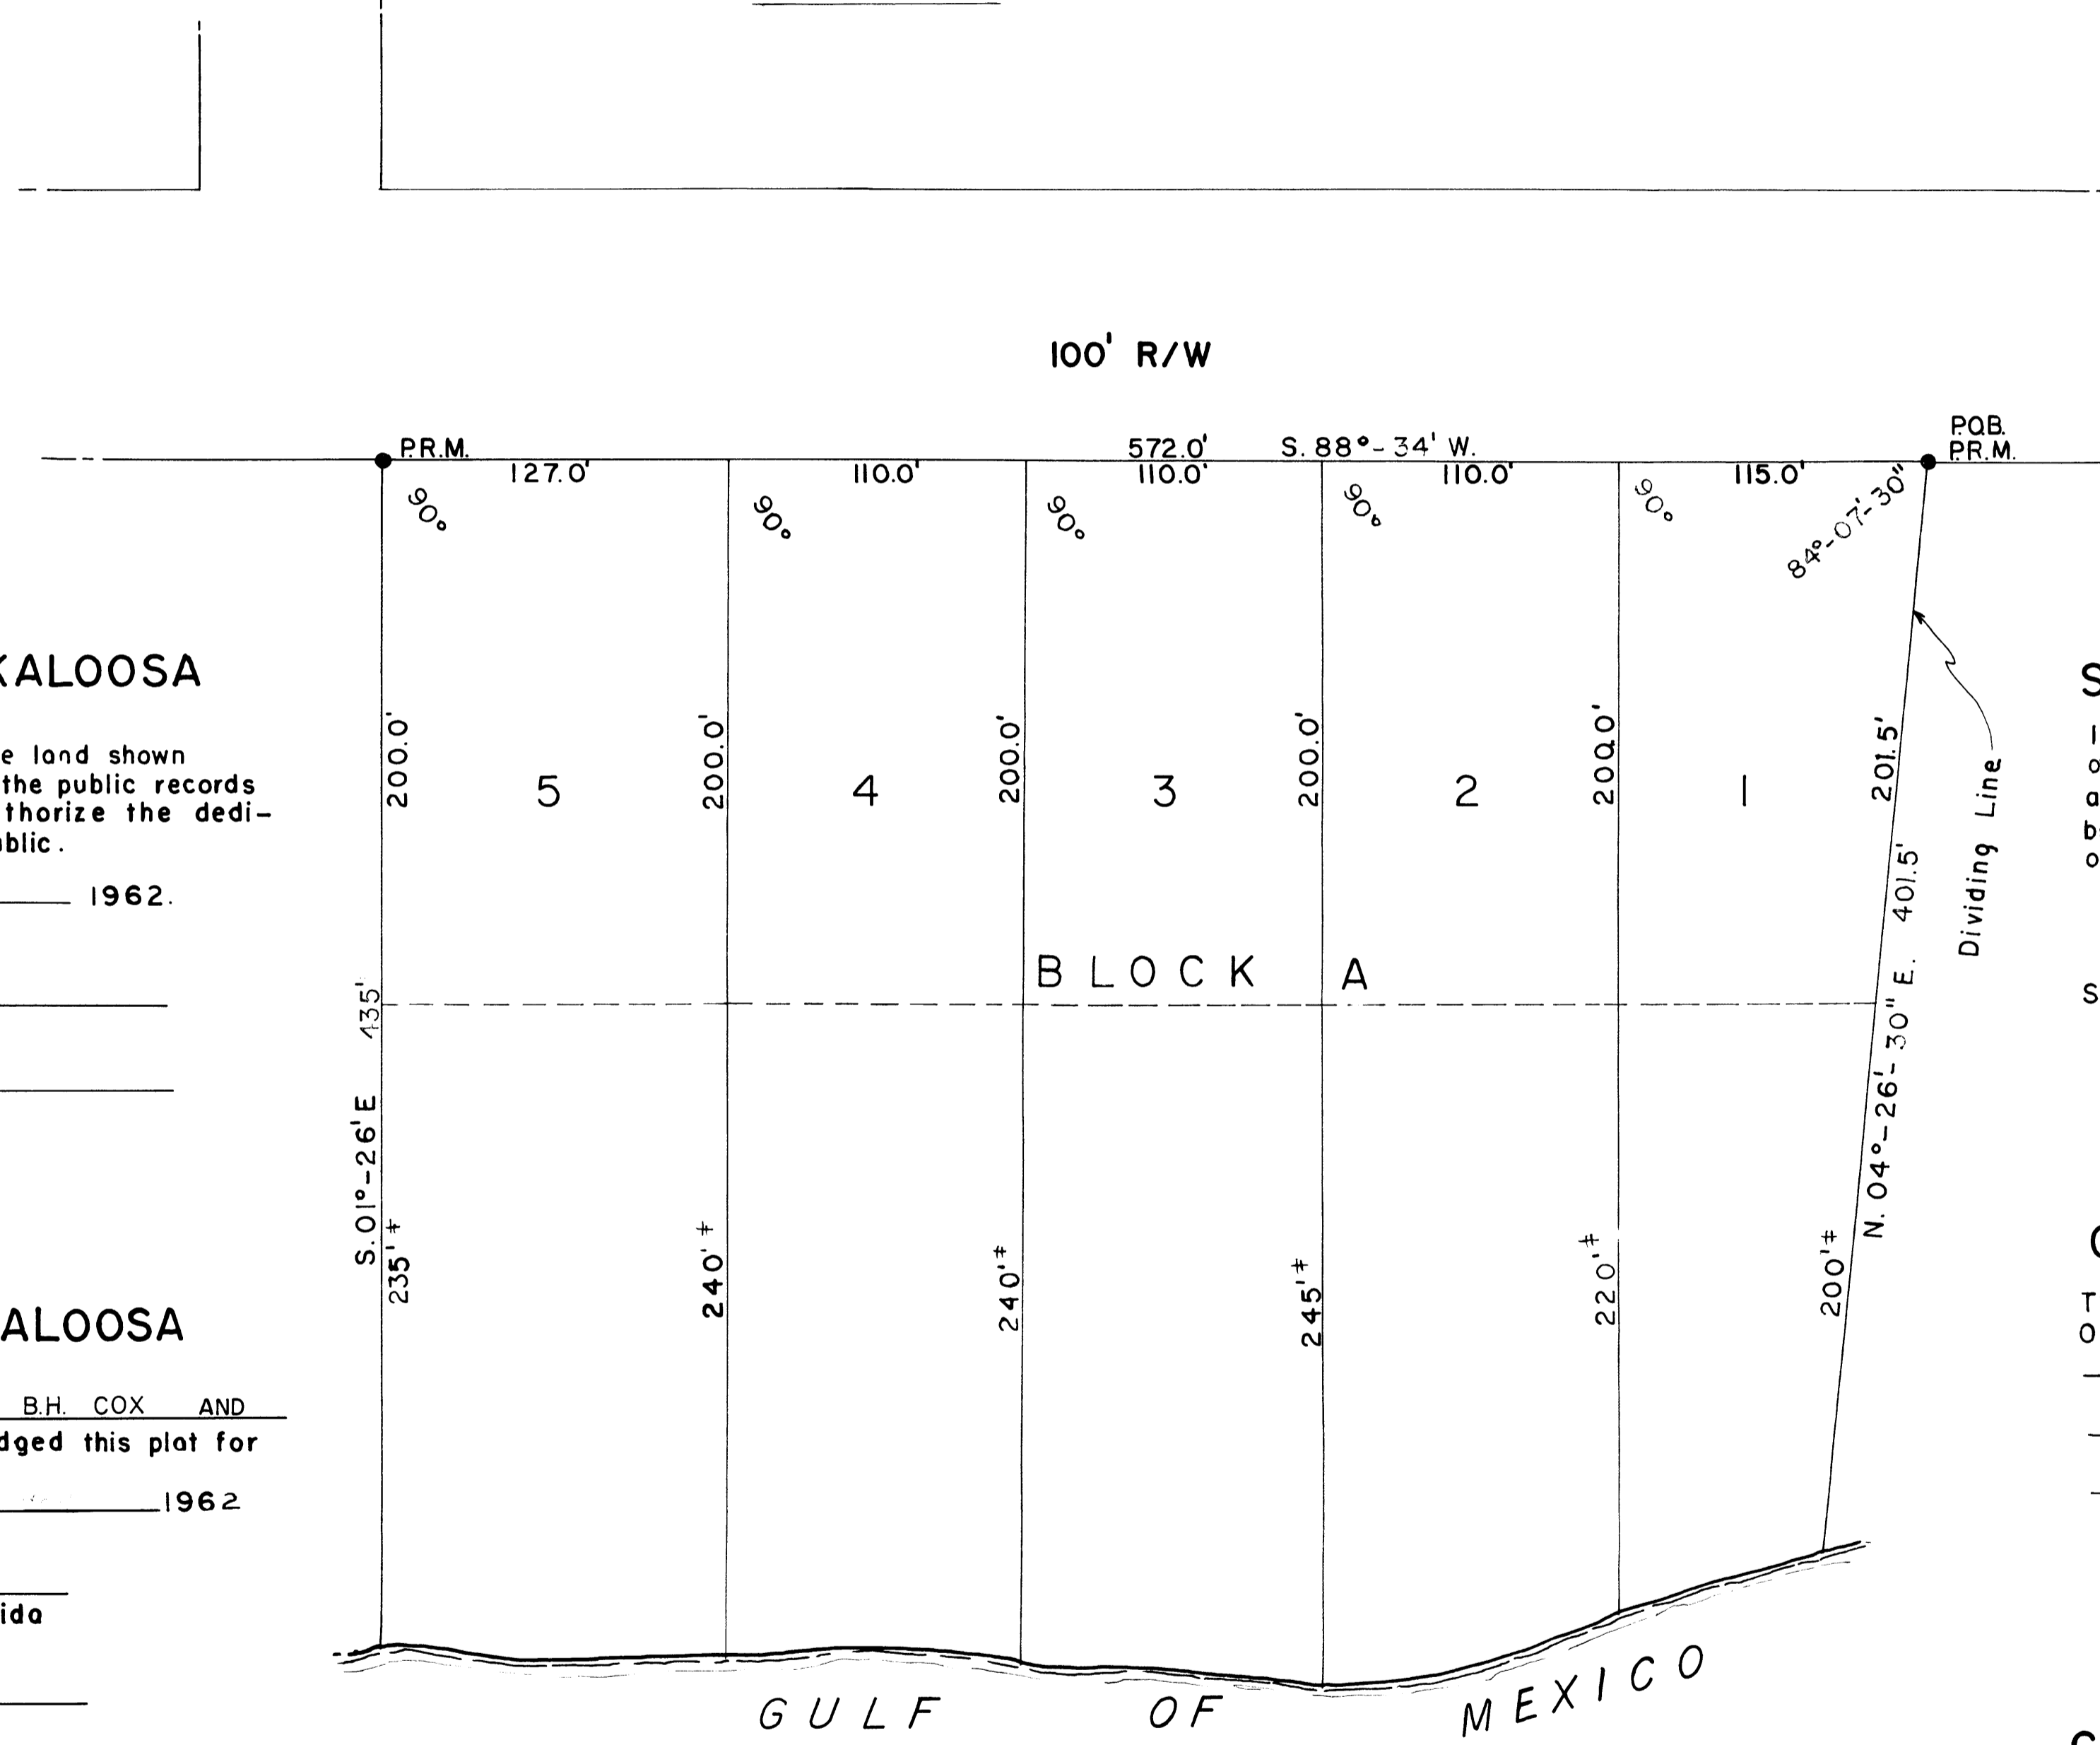 100' R/W
P.R.M.
572.0' S. 88°-34' W.
P.O.B.
P.R.M.
127.0'
110.0'
110.0'
110.0'
115.0'
90°
90°
90°
90°
90°
84°-07'-30"
KALOOSA
e land shown
the public records
thorize the dedi-
blic.
1962.
200.0'
5
200.0'
4
200.0'
3
200.0'
2
200.0'
1
201.5'
Dividing Line
N. 04°-26'-30" E. 401.5'
BLOCK A
S. 01°-26' E 435'
235'±
240'±
240'±
245'±
220'±
200'±
ALOOSA
B.H. COX AND
dged this plat for
1962
ida
GULF OF MEXICO
S
I
o
a
b
o
S
T
O